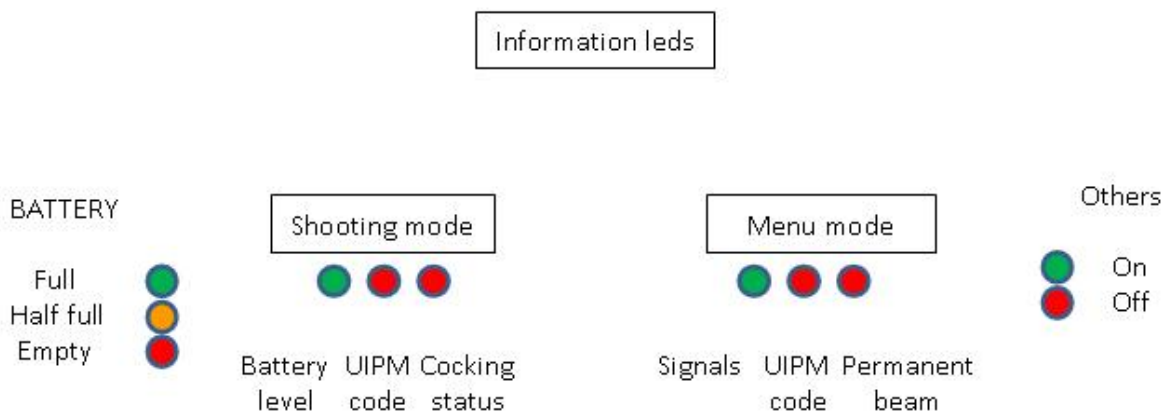 Information leds
BATTERY
Full
Half full
Empty
Shooting mode
Battery level
UIPM code
Cocking status
Menu mode
Signals
UIPM code
Permanent beam
Others
On
Off